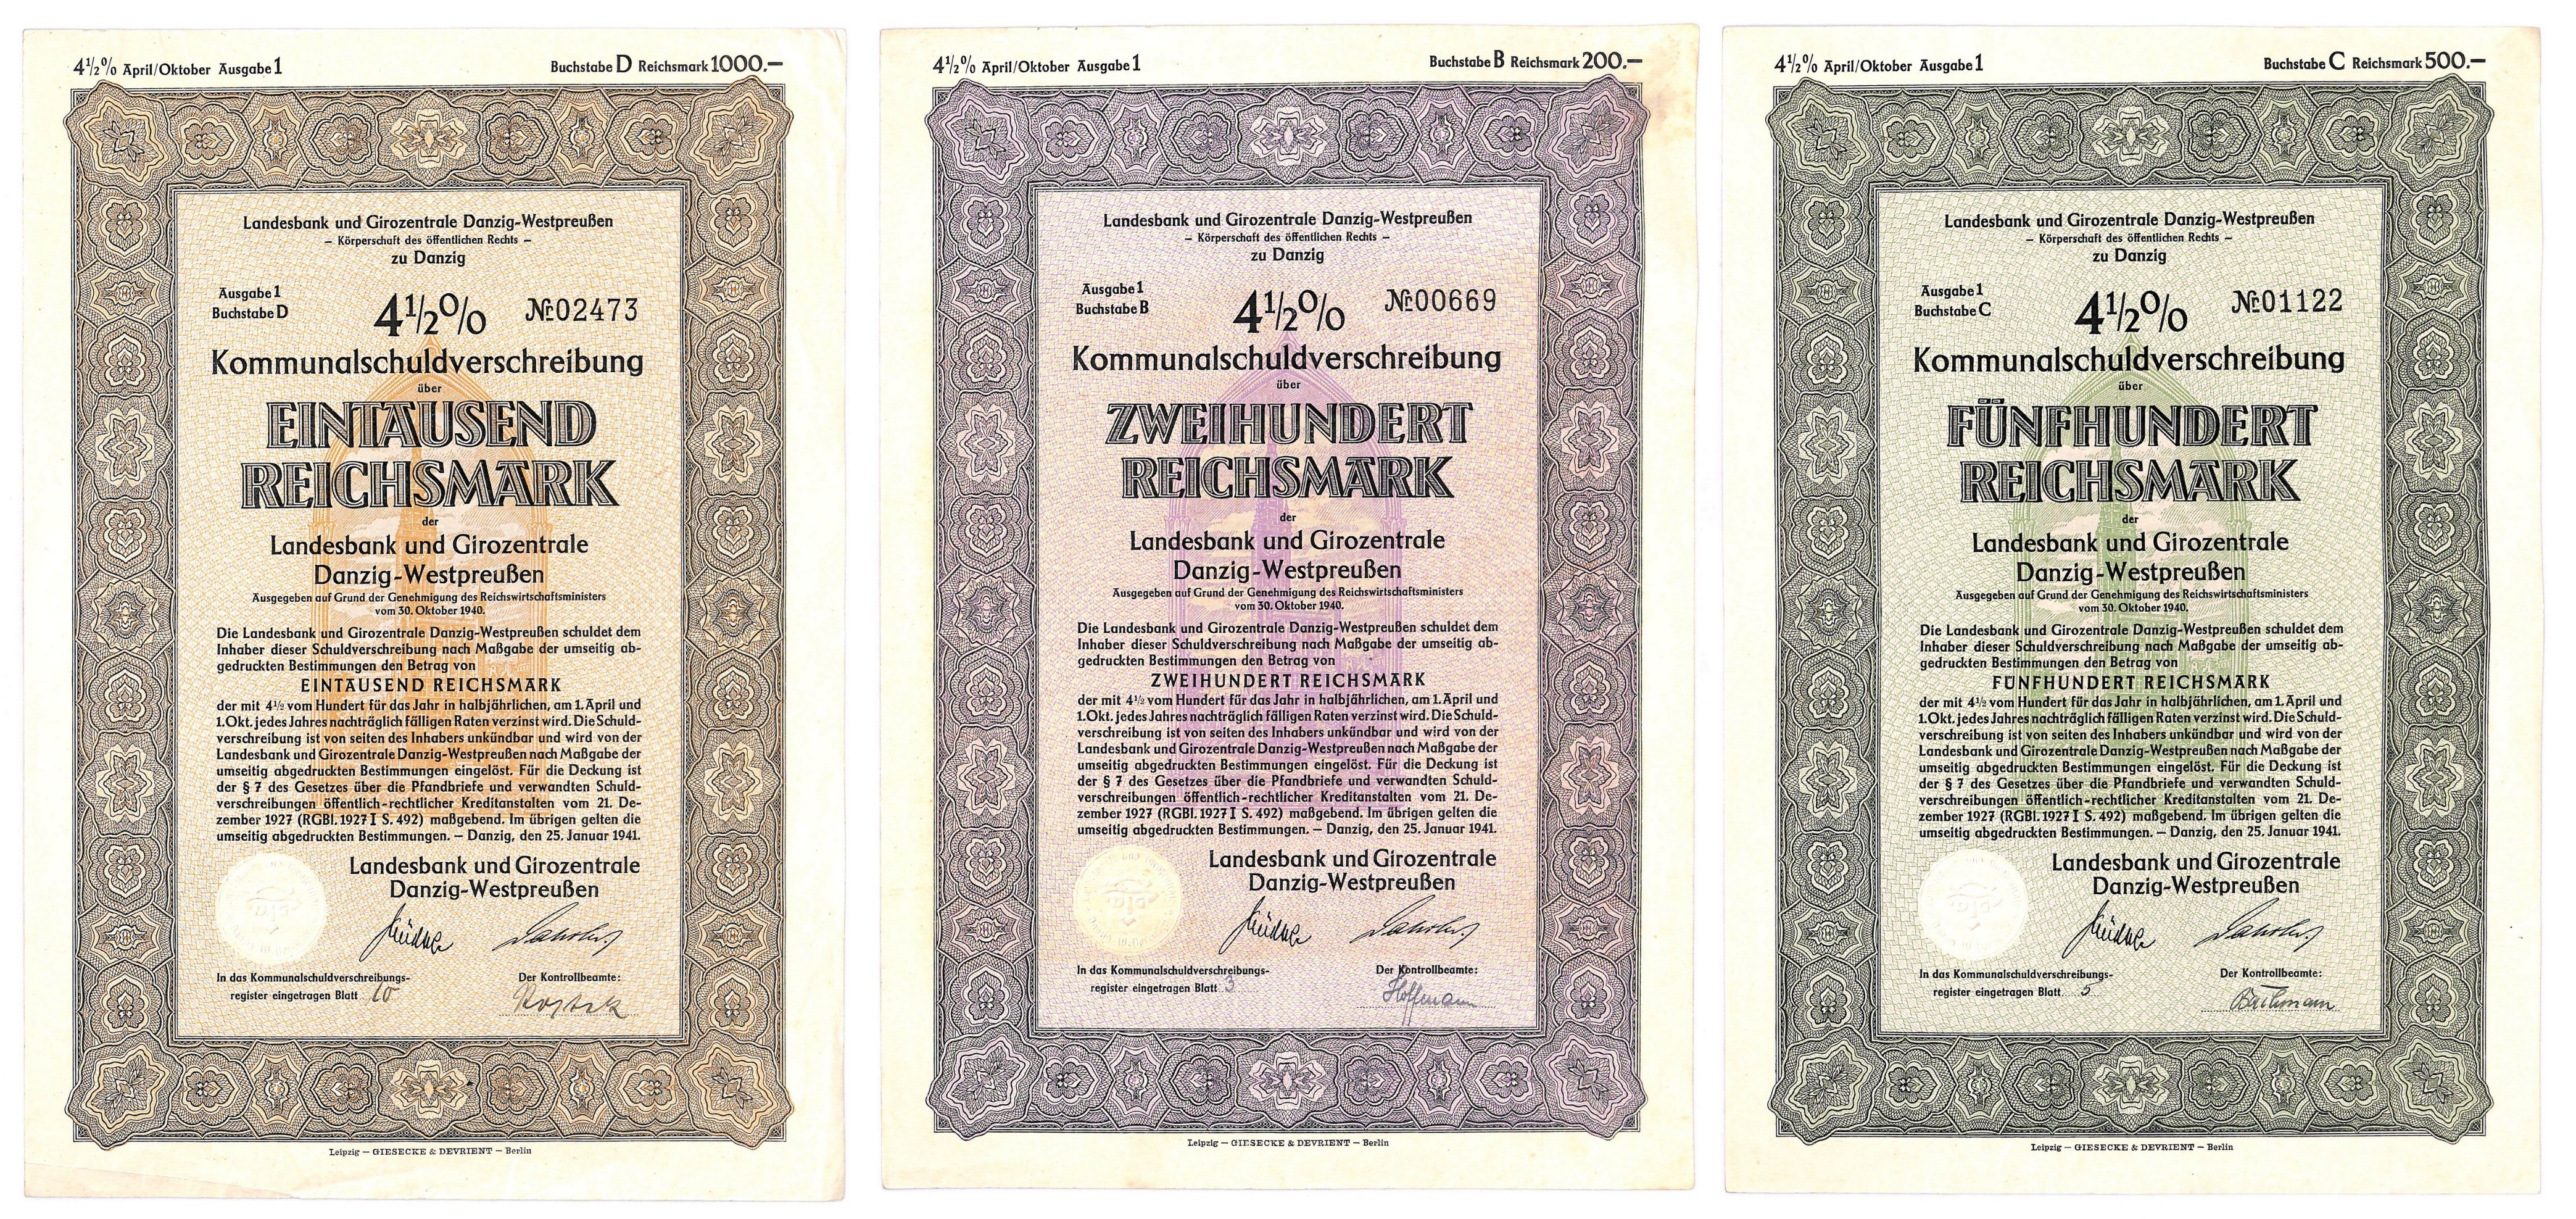 4½% April/Oktober Ausgabe 1
Buchstabe D Reichsmark 1000.—
Landesbank und Girozentrale Danzig-Westpreußen
– Körperschaft des öffentlichen Rechts –
zu Danzig
Ausgabe 1
Buchstabe D
4½%
№ 02473
Kommunalschuldverschreibung
über
EINTAUSEND
REICHSMARK
der
Landesbank und Girozentrale
Danzig-Westpreußen
Ausgegeben auf Grund der Genehmigung des Reichswirtschaftsministers
vom 30. Oktober 1940.
Die Landesbank und Girozentrale Danzig-Westpreußen schuldet dem
Inhaber dieser Schuldverschreibung nach Maßgabe der umseitig ab-
gedruckten Bestimmungen den Betrag von
EINTAUSEND REICHSMARK
der mit 4½ vom Hundert für das Jahr in halbjährlichen, am 1. April und
1. Okt. jedes Jahres nachträglich fälligen Raten verzinst wird. Die Schuld-
verschreibung ist von seiten des Inhabers unkündbar und wird von der
Landesbank und Girozentrale Danzig-Westpreußen nach Maßgabe der
umseitig abgedruckten Bestimmungen eingelöst. Für die Deckung ist
der § 7 des Gesetzes über die Pfandbriefe und verwandten Schuld-
verschreibungen öffentlich-rechtlicher Kreditanstalten vom 21. De-
zember 1927 (RGBl. 1927 I S. 492) maßgebend. Im übrigen gelten die
umseitig abgedruckten Bestimmungen. – Danzig, den 25. Januar 1941.
Landesbank und Girozentrale
Danzig-Westpreußen
In das Kommunalschuldverschreibungs-
register eingetragen Blatt 10
Der Kontrollbeamte:
Leipzig — GIESECKE & DEVRIENT — Berlin
4½% April/Oktober Ausgabe 1
Buchstabe B Reichsmark 200.—
Landesbank und Girozentrale Danzig-Westpreußen
– Körperschaft des öffentlichen Rechts –
zu Danzig
Ausgabe 1
Buchstabe B
4½%
№ 00669
Kommunalschuldverschreibung
über
ZWEIHUNDERT
REICHSMARK
der
Landesbank und Girozentrale
Danzig-Westpreußen
Ausgegeben auf Grund der Genehmigung des Reichswirtschaftsministers
vom 30. Oktober 1940.
Die Landesbank und Girozentrale Danzig-Westpreußen schuldet dem
Inhaber dieser Schuldverschreibung nach Maßgabe der umseitig ab-
gedruckten Bestimmungen den Betrag von
ZWEIHUNDERT REICHSMARK
der mit 4½ vom Hundert für das Jahr in halbjährlichen, am 1. April und
1. Okt. jedes Jahres nachträglich fälligen Raten verzinst wird. Die Schuld-
verschreibung ist von seiten des Inhabers unkündbar und wird von der
Landesbank und Girozentrale Danzig-Westpreußen nach Maßgabe der
umseitig abgedruckten Bestimmungen eingelöst. Für die Deckung ist
der § 7 des Gesetzes über die Pfandbriefe und verwandten Schuld-
verschreibungen öffentlich-rechtlicher Kreditanstalten vom 21. De-
zember 1927 (RGBl. 1927 I S. 492) maßgebend. Im übrigen gelten die
umseitig abgedruckten Bestimmungen. – Danzig, den 25. Januar 1941.
Landesbank und Girozentrale
Danzig-Westpreußen
In das Kommunalschuldverschreibungs-
register eingetragen Blatt 3
Der Kontrollbeamte:
Hoffmann
Leipzig — GIESECKE & DEVRIENT — Berlin
4½% April/Oktober Ausgabe 1
Buchstabe C Reichsmark 500.—
Landesbank und Girozentrale Danzig-Westpreußen
– Körperschaft des öffentlichen Rechts –
zu Danzig
Ausgabe 1
Buchstabe C
4½%
№ 01122
Kommunalschuldverschreibung
über
FÜNFHUNDERT
REICHSMARK
der
Landesbank und Girozentrale
Danzig-Westpreußen
Ausgegeben auf Grund der Genehmigung des Reichswirtschaftsministers
vom 30. Oktober 1940.
Die Landesbank und Girozentrale Danzig-Westpreußen schuldet dem
Inhaber dieser Schuldverschreibung nach Maßgabe der umseitig ab-
gedruckten Bestimmungen den Betrag von
FÜNFHUNDERT REICHSMARK
der mit 4½ vom Hundert für das Jahr in halbjährlichen, am 1. April und
1. Okt. jedes Jahres nachträglich fälligen Raten verzinst wird. Die Schuld-
verschreibung ist von seiten des Inhabers unkündbar und wird von der
Landesbank und Girozentrale Danzig-Westpreußen nach Maßgabe der
umseitig abgedruckten Bestimmungen eingelöst. Für die Deckung ist
der § 7 des Gesetzes über die Pfandbriefe und verwandten Schuld-
verschreibungen öffentlich-rechtlicher Kreditanstalten vom 21. De-
zember 1927 (RGBl. 1927 I S. 492) maßgebend. Im übrigen gelten die
umseitig abgedruckten Bestimmungen. – Danzig, den 25. Januar 1941.
Landesbank und Girozentrale
Danzig-Westpreußen
In das Kommunalschuldverschreibungs-
register eingetragen Blatt 5
Der Kontrollbeamte:
Leipzig — GIESECKE & DEVRIENT — Berlin